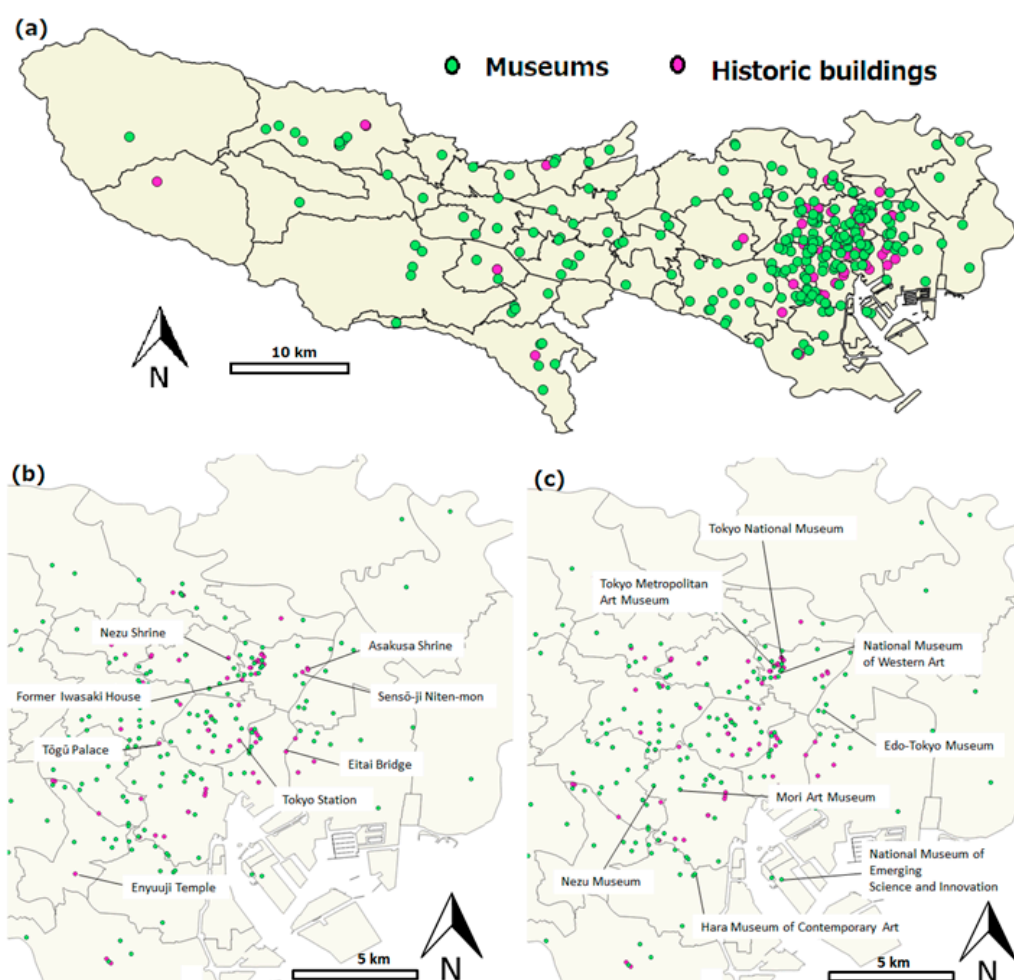 (a)
Museums
Historic buildings
N
10 km
(b)
Nezu Shrine
Asakusa Shrine
Former Iwasaki House
Sensō-ji Niten-mon
Tōgū Palace
Eitai Bridge
Tokyo Station
Enyuuji Temple
N
5 km
(c)
Tokyo National Museum
Tokyo Metropolitan
Art Museum
National Museum
of Western Art
Edo-Tokyo Museum
Mori Art Museum
Nezu Museum
National Museum of
Emerging
Science and Innovation
Hara Museum of Contemporary Art
N
5 km